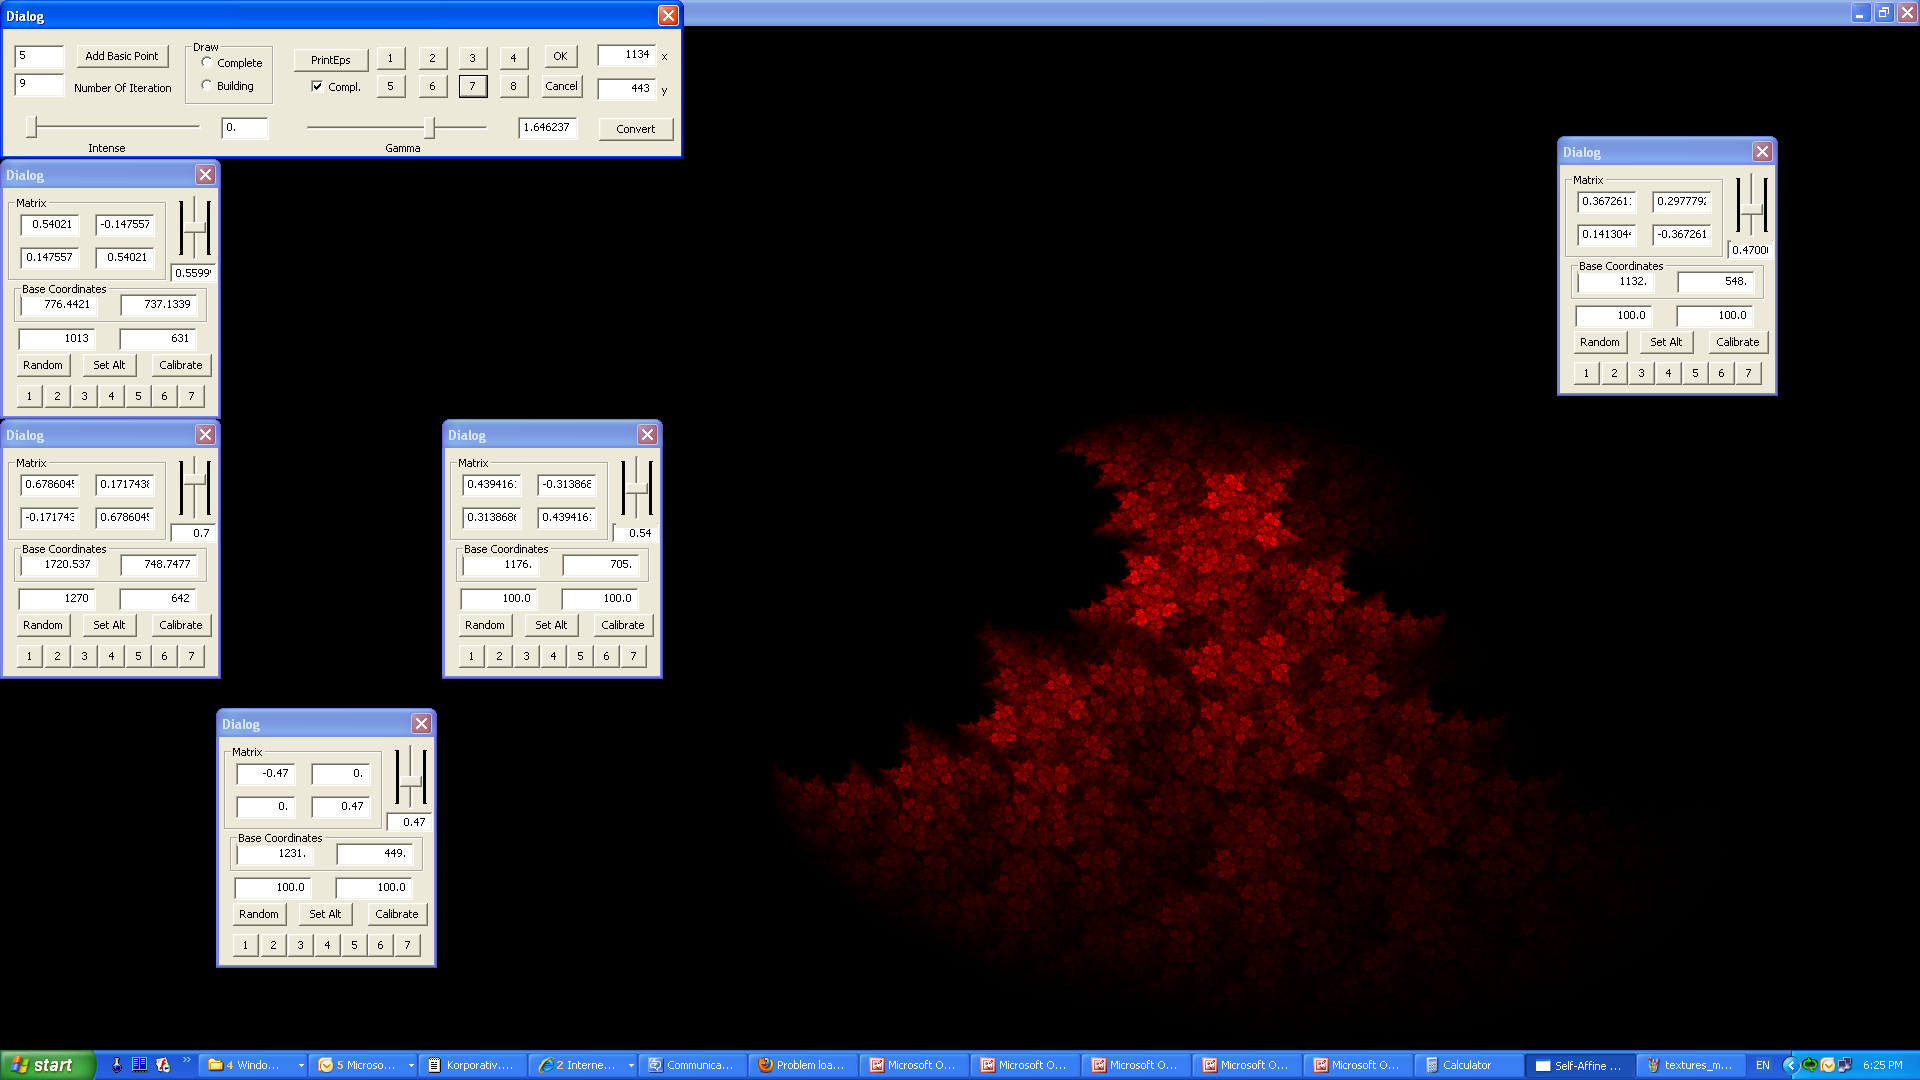 Dialog
5
Add Basic Point
Draw
Complete
Building
PrintEps
1 2 3 4 OK
1134 x
9
Number Of Iteration
Compl.
5 6 7 8 Cancel
443 y
0.
1.646237
Convert
Intense
Gamma
Dialog
Matrix
0.54021 -0.147557
0.147557 0.54021
0.5599
Base Coordinates
776.4421 737.1339
1013 631
Random Set Alt Calibrate
1 2 3 4 5 6 7
Dialog
Matrix
0.367261 0.297779
0.141304 -0.367261
0.4700
Base Coordinates
1132. 548.
100.0 100.0
Random Set Alt Calibrate
1 2 3 4 5 6 7
Dialog
Matrix
0.678604 0.171743
-0.171743 0.678604
0.7
Base Coordinates
1720.537 748.7477
1270 642
Random Set Alt Calibrate
1 2 3 4 5 6 7
Dialog
Matrix
0.439416 -0.313868
0.313868 0.439416
0.54
Base Coordinates
1176. 705.
100.0 100.0
Random Set Alt Calibrate
1 2 3 4 5 6 7
Dialog
Matrix
-0.47 0.
0. 0.47
0.47
Base Coordinates
1231. 449.
100.0 100.0
Random Set Alt Calibrate
1 2 3 4 5 6 7
start
4 Windo...
5 Microso...
Korporativ....
2 Interne...
Communica...
Problem loa...
Microsoft O...
Microsoft O...
Microsoft O...
Microsoft O...
Microsoft O...
Calculator
Self-Affine ...
textures_m...
EN
6:25 PM